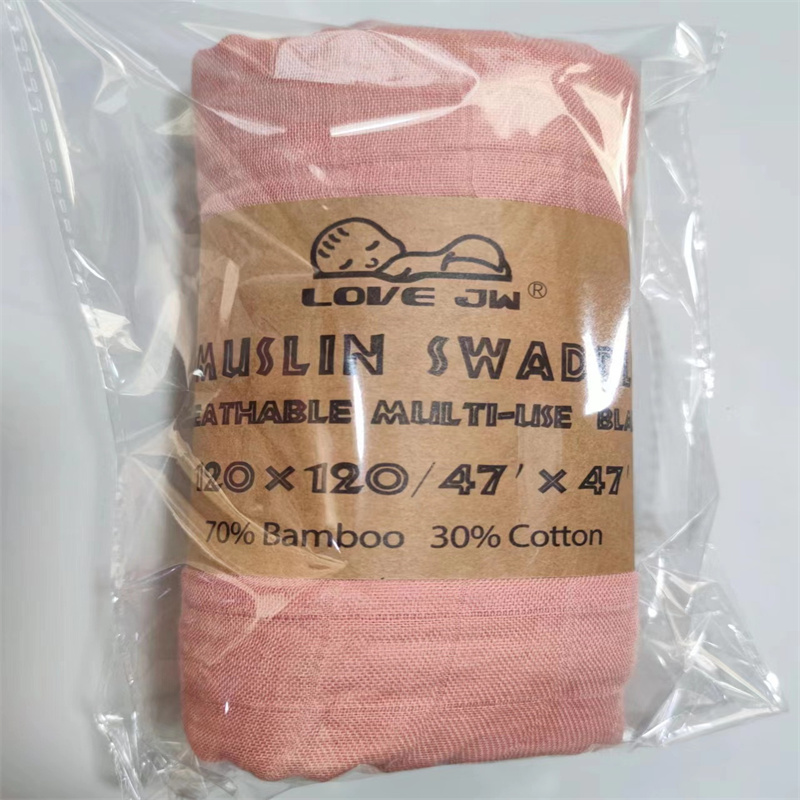 LOVE JW®
MUSLIN SWADDL
EATHABLE MULTI-USE BLA
120×120/47'×47'
70% Bamboo 30% Cotton